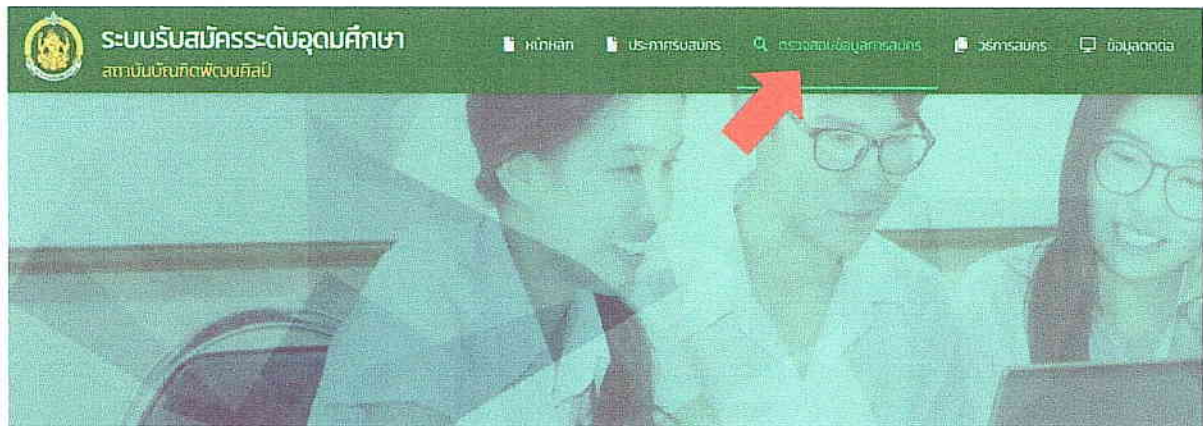 ระบบรับสมัครระดับอุดมศึกษา
สถาบันบัณฑิตพัฒนศิลป์
หน้าหลัก
ประกาศรับสมัคร
ตรวจสอบข้อมูลการสมัคร
วิธีการสมัคร
ข้อมูลติดต่อ